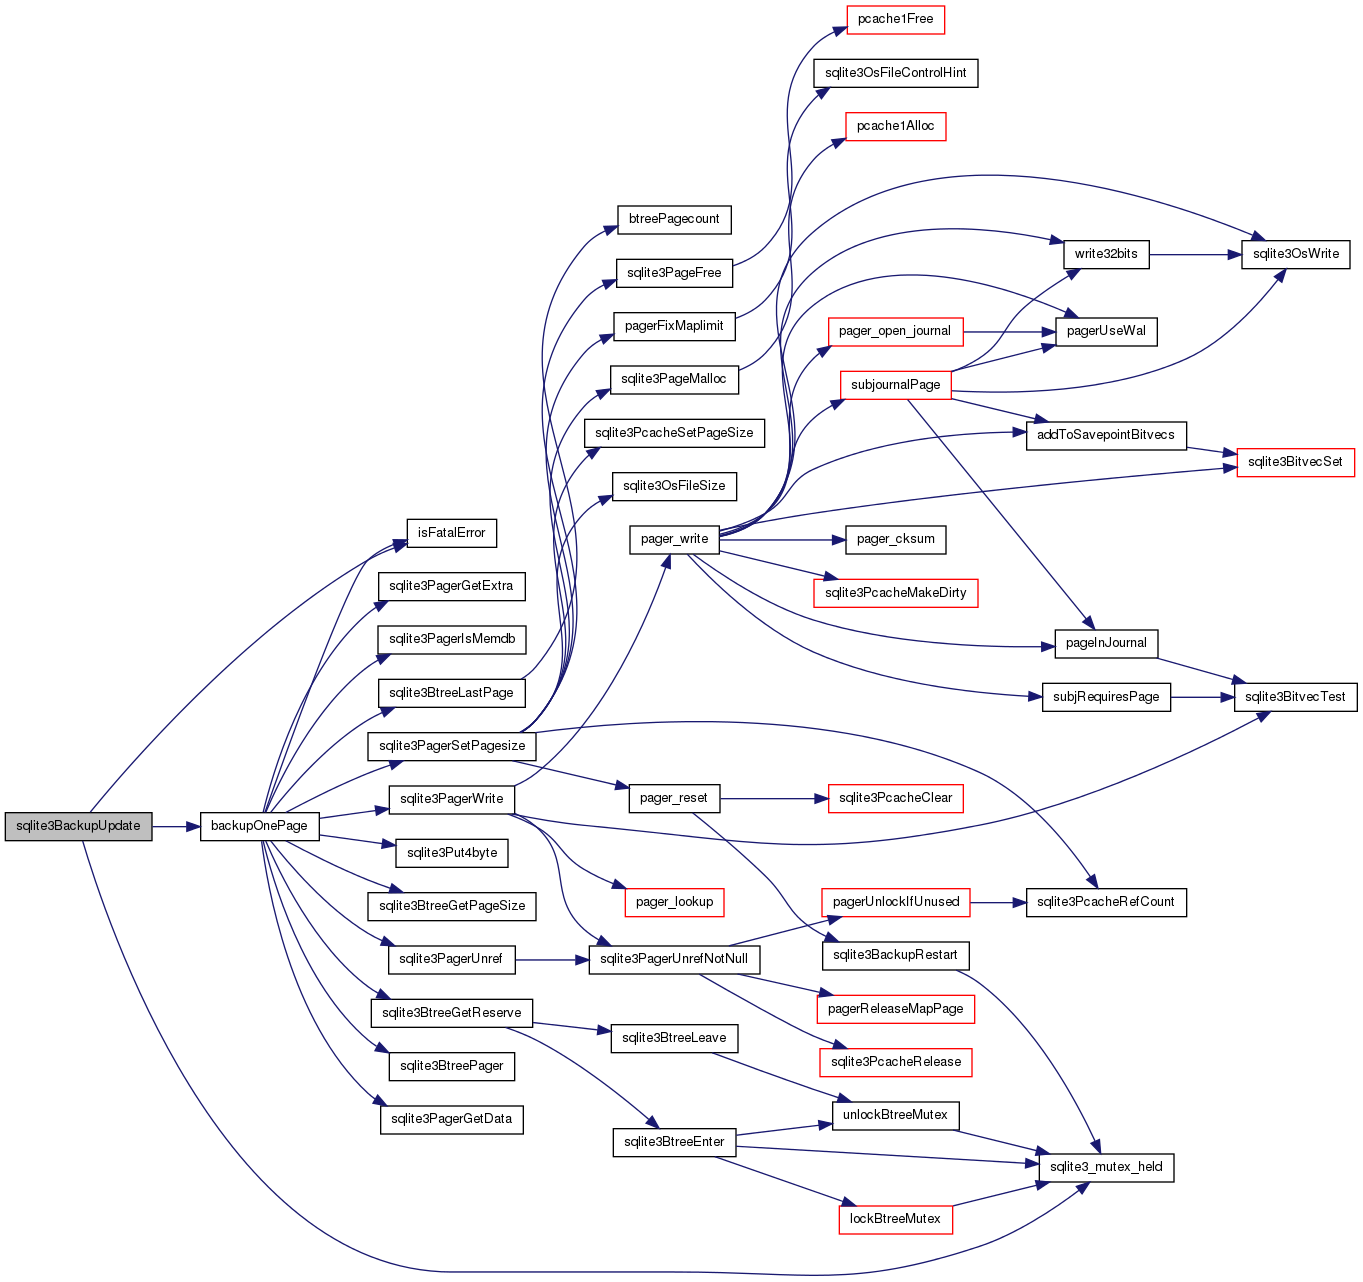 pcache1Free
sqlite3OsFileControlHint
pcache1Alloc
btreePagecount
write32bits
sqlite3OsWrite
sqlite3PageFree
pagerFixMaplimit
pager_open_journal
pagerUseWal
sqlite3PageMalloc
subjournalPage
sqlite3PcacheSetPageSize
addToSavepointBitvecs
sqlite3BitvecSet
sqlite3OsFileSize
isFatalError
pager_write
pager_cksum
sqlite3PagerGetExtra
sqlite3PcacheMakeDirty
sqlite3PagerIsMemdb
pageInJournal
sqlite3BtreeLastPage
subjRequiresPage
sqlite3BitvecTest
sqlite3PagerSetPagesize
sqlite3PagerWrite
pager_reset
sqlite3PcacheClear
sqlite3BackupUpdate
backupOnePage
sqlite3Put4byte
sqlite3BtreeGetPageSize
pager_lookup
pagerUnlockIfUnused
sqlite3PcacheRefCount
sqlite3PagerUnref
sqlite3PagerUnrefNotNull
sqlite3BackupRestart
sqlite3BtreeGetReserve
pagerReleaseMapPage
sqlite3BtreeLeave
sqlite3BtreePager
sqlite3PcacheRelease
sqlite3PagerGetData
unlockBtreeMutex
sqlite3BtreeEnter
sqlite3_mutex_held
lockBtreeMutex